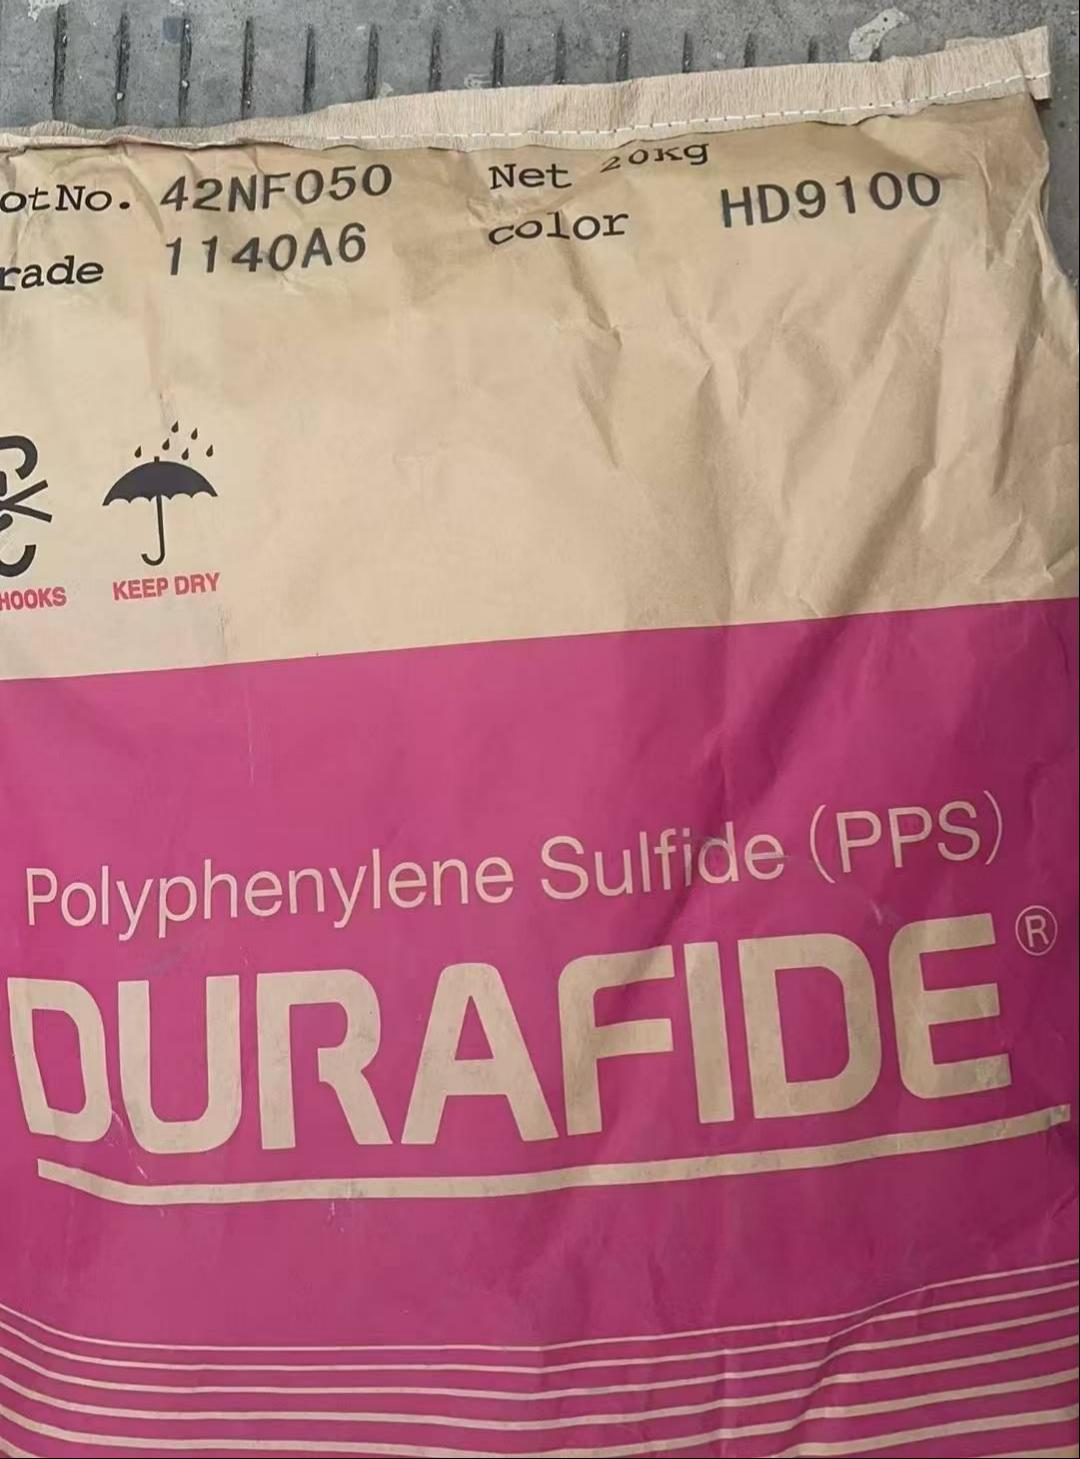 otNo. 42NF050 Net 20Kg
rade 1140A6 color HD9100
HOOKS KEEP DRY
Polyphenylene Sulfide (PPS)
DURAFIDE®